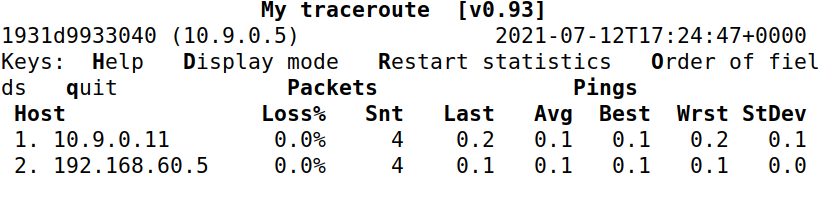 My traceroute  [v0.93]
1931d9933040 (10.9.0.5)               2021-07-12T17:24:47+0000
Keys:  Help   Display mode   Restart statistics   Order of fiel
ds   quit             Packets               Pings
 Host               Loss%   Snt   Last   Avg  Best  Wrst StDev
 1. 10.9.0.11        0.0%     4    0.2   0.1   0.1   0.2   0.1
 2. 192.168.60.5     0.0%     4    0.1   0.1   0.1   0.1   0.0